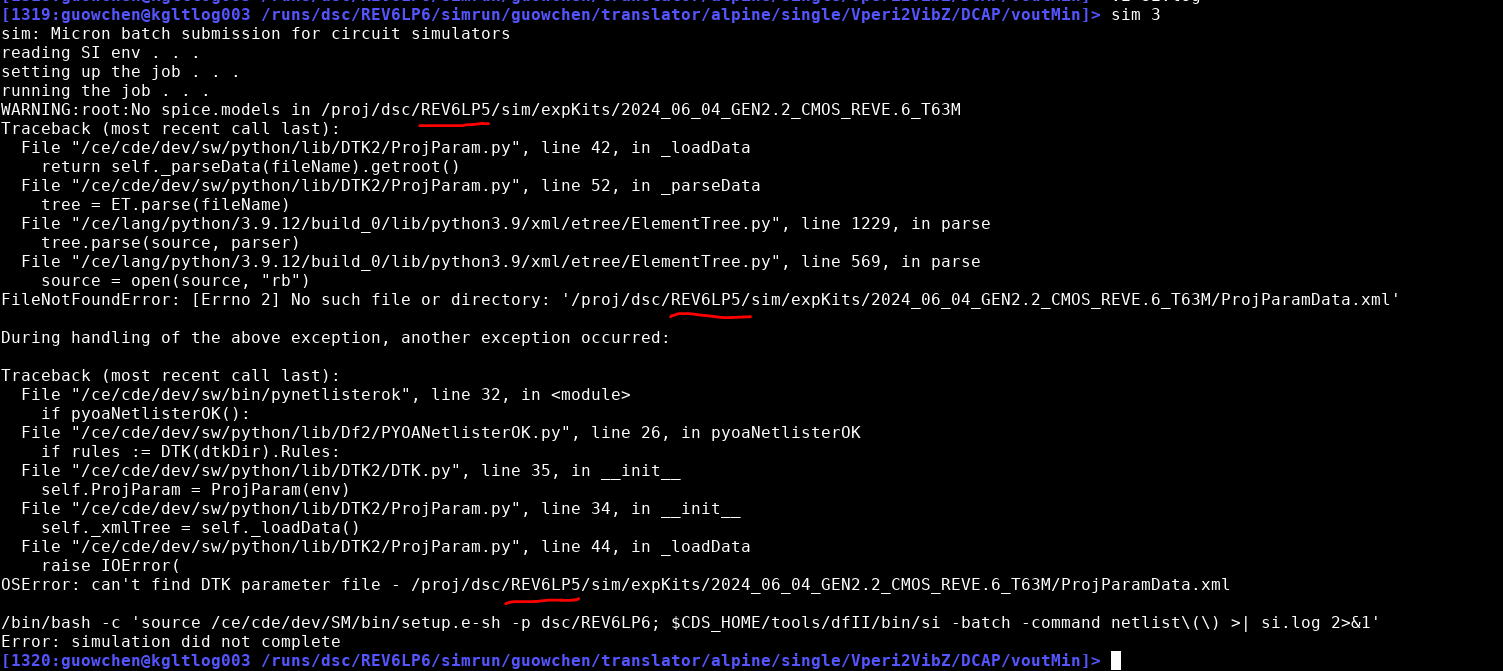 [1319:guowchen@kgltlog003 /runs/dsc/REV6LP6/simrun/guowchen/translator/alpine/single/Vperi2VibZ/DCAP/voutMin]> sim 3
sim: Micron batch submission for circuit simulators
reading SI env . . .
setting up the job . . .
running the job . . .
WARNING:root:No spice.models in /proj/dsc/REV6LP5/sim/expKits/2024_06_04_GEN2.2_CMOS_REVE.6_T63M
Traceback (most recent call last):
  File "/ce/cde/dev/sw/python/lib/DTK2/ProjParam.py", line 42, in _loadData
    return self._parseData(fileName).getroot()
  File "/ce/cde/dev/sw/python/lib/DTK2/ProjParam.py", line 52, in _parseData
    tree = ET.parse(fileName)
  File "/ce/lang/python/3.9.12/build_0/lib/python3.9/xml/etree/ElementTree.py", line 1229, in parse
    tree.parse(source, parser)
  File "/ce/lang/python/3.9.12/build_0/lib/python3.9/xml/etree/ElementTree.py", line 569, in parse
    source = open(source, "rb")
FileNotFoundError: [Errno 2] No such file or directory: '/proj/dsc/REV6LP5/sim/expKits/2024_06_04_GEN2.2_CMOS_REVE.6_T63M/ProjParamData.xml'
During handling of the above exception, another exception occurred:
Traceback (most recent call last):
  File "/ce/cde/dev/sw/bin/pynetlisterok", line 32, in <module>
    if pyoaNetlisterOK():
  File "/ce/cde/dev/sw/python/lib/Df2/PYOANetlisterOK.py", line 26, in pyoaNetlisterOK
    if rules := DTK(dtkDir).Rules:
  File "/ce/cde/dev/sw/python/lib/DTK2/DTK.py", line 35, in __init__
    self.ProjParam = ProjParam(env)
  File "/ce/cde/dev/sw/python/lib/DTK2/ProjParam.py", line 34, in __init__
    self._xmlTree = self._loadData()
  File "/ce/cde/dev/sw/python/lib/DTK2/ProjParam.py", line 44, in _loadData
    raise IOError(
OSError: can't find DTK parameter file - /proj/dsc/REV6LP5/sim/expKits/2024_06_04_GEN2.2_CMOS_REVE.6_T63M/ProjParamData.xml
/bin/bash -c 'source /ce/cde/dev/SM/bin/setup.e-sh -p dsc/REV6LP6; $CDS_HOME/tools/dfII/bin/si -batch -command netlist\(\) >| si.log 2>&1'
Error: simulation did not complete
[1320:guowchen@kgltlog003 /runs/dsc/REV6LP6/simrun/guowchen/translator/alpine/single/Vperi2VibZ/DCAP/voutMin]>